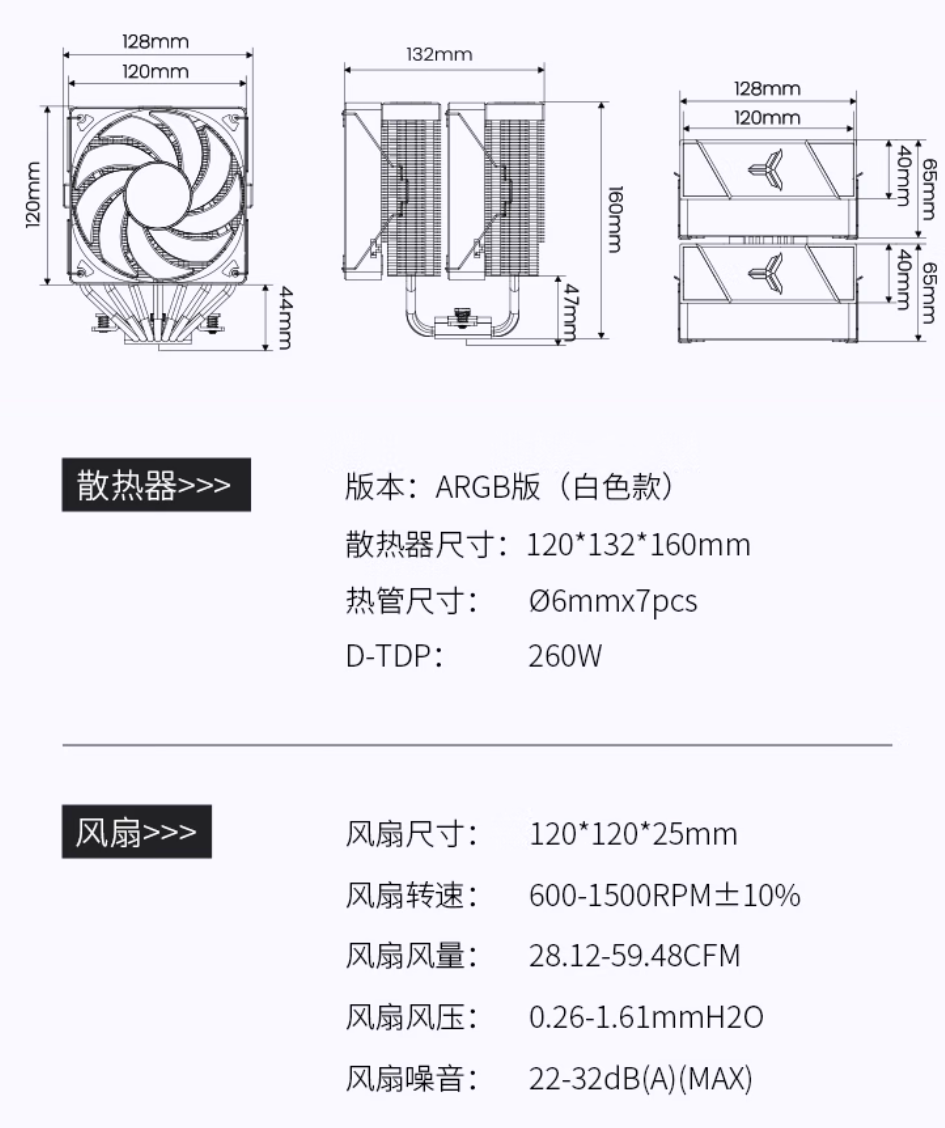 128mm
120mm
120mm
44mm
132mm
160mm
47mm
128mm
120mm
40mm
65mm
40mm
65mm
散热器>>>
版本：ARGB版（白色款）
散热器尺寸：120*132*160mm
热管尺寸： Ø6mmx7pcs
D-TDP： 260W
风扇>>>
风扇尺寸： 120*120*25mm
风扇转速： 600-1500RPM±10%
风扇风量： 28.12-59.48CFM
风扇风压： 0.26-1.61mmH2O
风扇噪音： 22-32dB(A)(MAX)